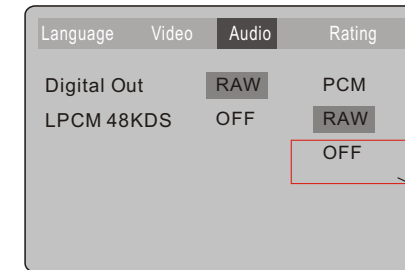 Language Video Audio Rating
Digital Out RAW PCM
LPCM 48KDS OFF RAW
OFF